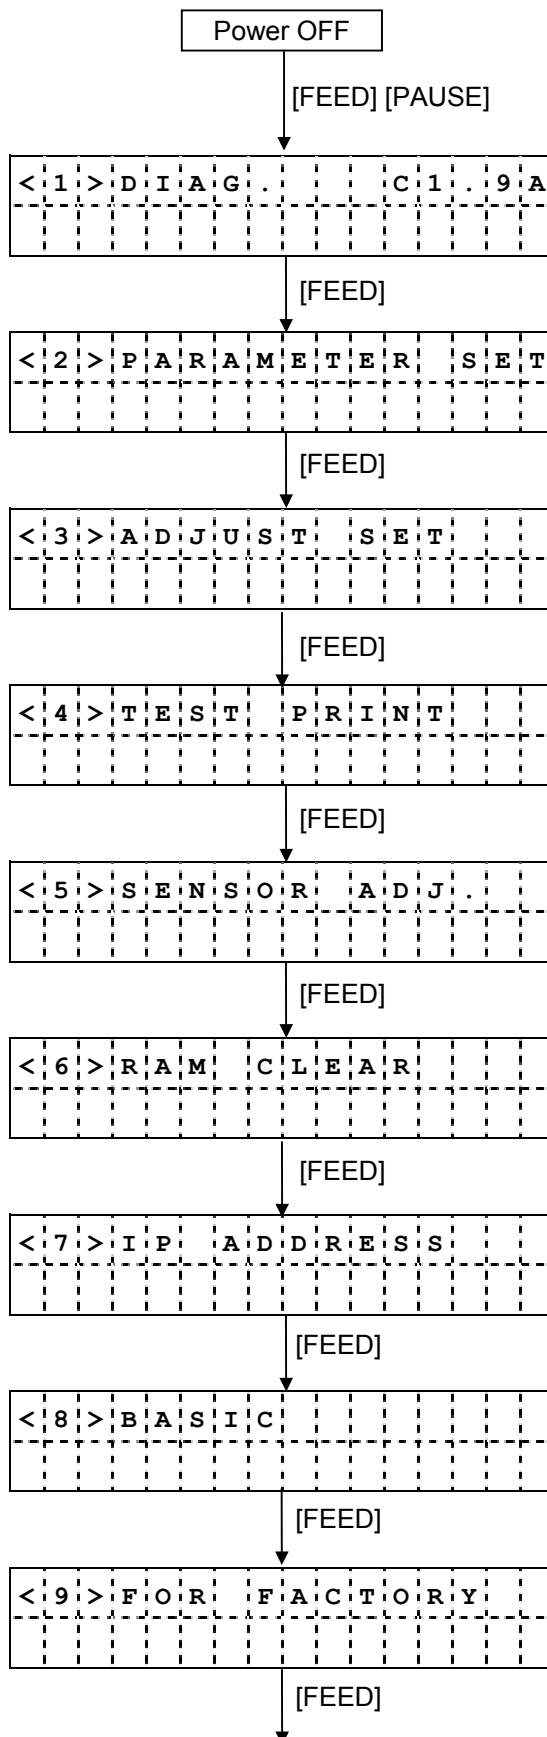 Power OFF
[FEED] [PAUSE]
<1>DIAG.   C1.9A
[FEED]
<2>PARAMETER SET
[FEED]
<3>ADJUST SET
[FEED]
<4>TEST PRINT
[FEED]
<5>SENSOR ADJ.
[FEED]
<6>RAM CLEAR
[FEED]
<7>IP ADDRESS
[FEED]
<8>BASIC
[FEED]
<9>FOR FACTORY
[FEED]